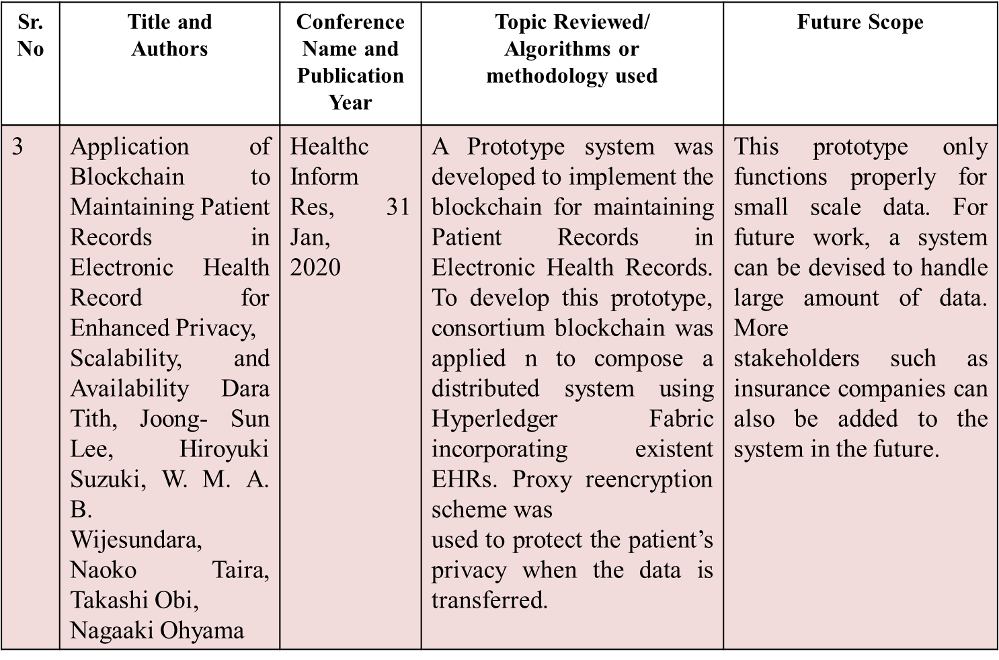 Sr.
No
Title and
Authors
Conference
Name and
Publication
Year
Topic Reviewed/
Algorithms or
methodology used
Future Scope
3
Application of
Blockchain to
Maintaining Patient
Records in
Electronic Health
Record for
Enhanced Privacy,
Scalability, and
Availability Dara
Tith, Joong- Sun
Lee, Hiroyuki
Suzuki, W. M. A.
B.
Wijesundara,
Naoko Taira,
Takashi Obi,
Nagaaki Ohyama
Healthc
Inform
Res, 31
Jan,
2020
A Prototype system was
developed to implement the
blockchain for maintaining
Patient Records in
Electronic Health Records.
To develop this prototype,
consortium blockchain was
applied n to compose a
distributed system using
Hyperledger Fabric
incorporating existent
EHRs. Proxy reencryption
scheme was
used to protect the patient’s
privacy when the data is
transferred.
This prototype only
functions properly for
small scale data. For
future work, a system
can be devised to handle
large amount of data.
More
stakeholders such as
insurance companies can
also be added to the
system in the future.